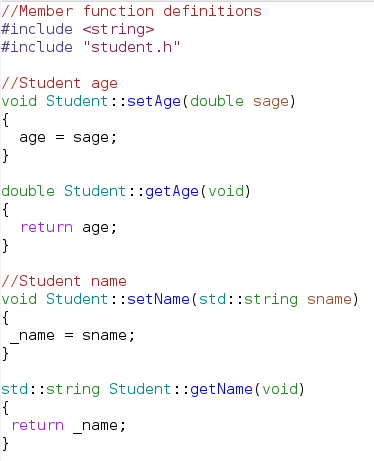 //Member function definitions
#include <string>
#include "student.h"

//Student age
void Student::setAge(double sage)
{
  age = sage;
}

double Student::getAge(void)
{
  return age;
}

//Student name
void Student::setName(std::string sname)
{
 _name = sname;
}

std::string Student::getName(void)
{
 return _name;
}